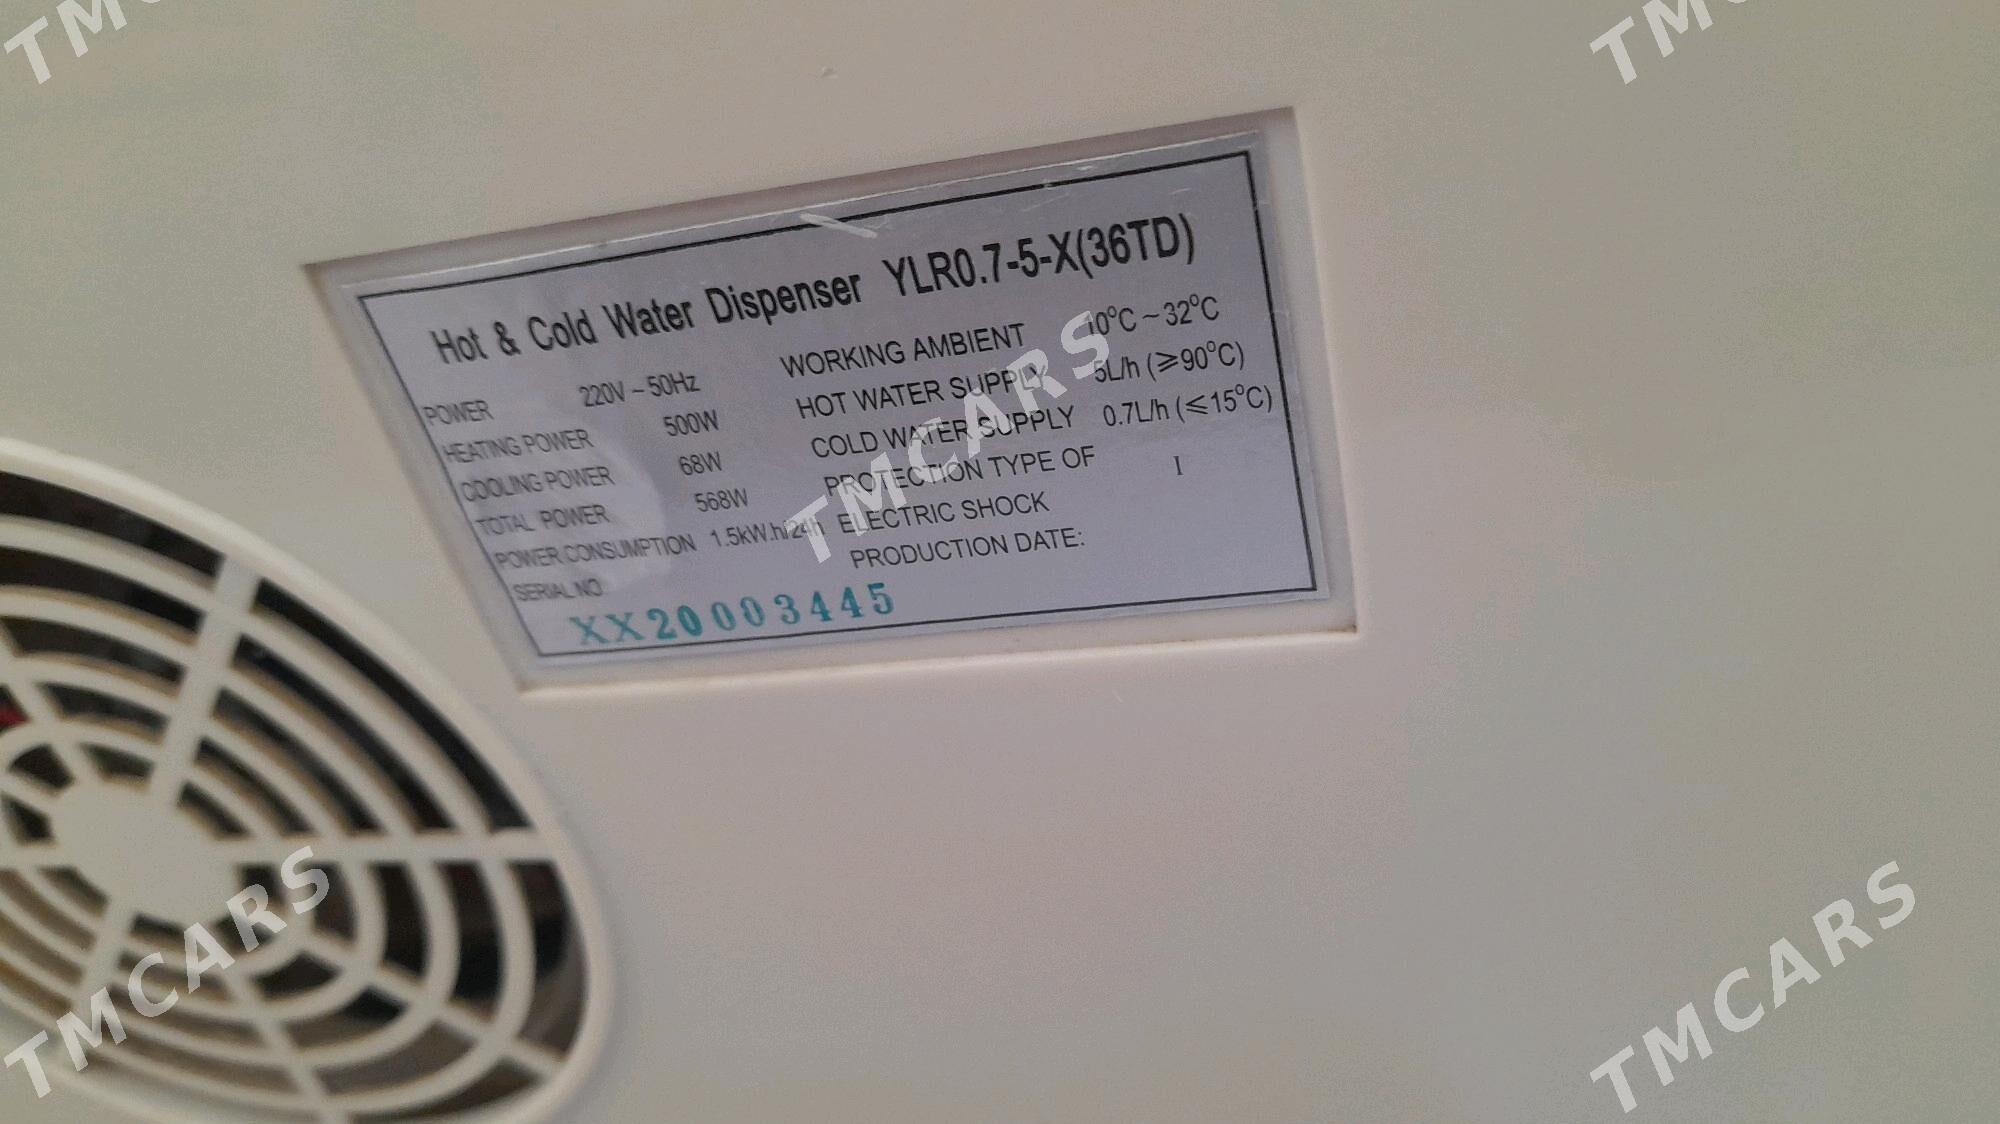 Hot & Cold Water Dispenser YLR0.7-5-X(36TD)
POWER 220V ~ 50Hz
HEATING POWER 500W
COOLING POWER 68W
TOTAL POWER 568W
POWER CONSUMPTION 1.5kW.h/24h
SERIAL NO
WORKING AMBIENT 10°C ~ 32°C
HOT WATER SUPPLY 5L/h (≥90°C)
COLD WATER SUPPLY 0.7L/h (≤15°C)
PROTECTION TYPE OF I
ELECTRIC SHOCK
PRODUCTION DATE:
XX20003445
TMCARS
TMCARS
TMCARS